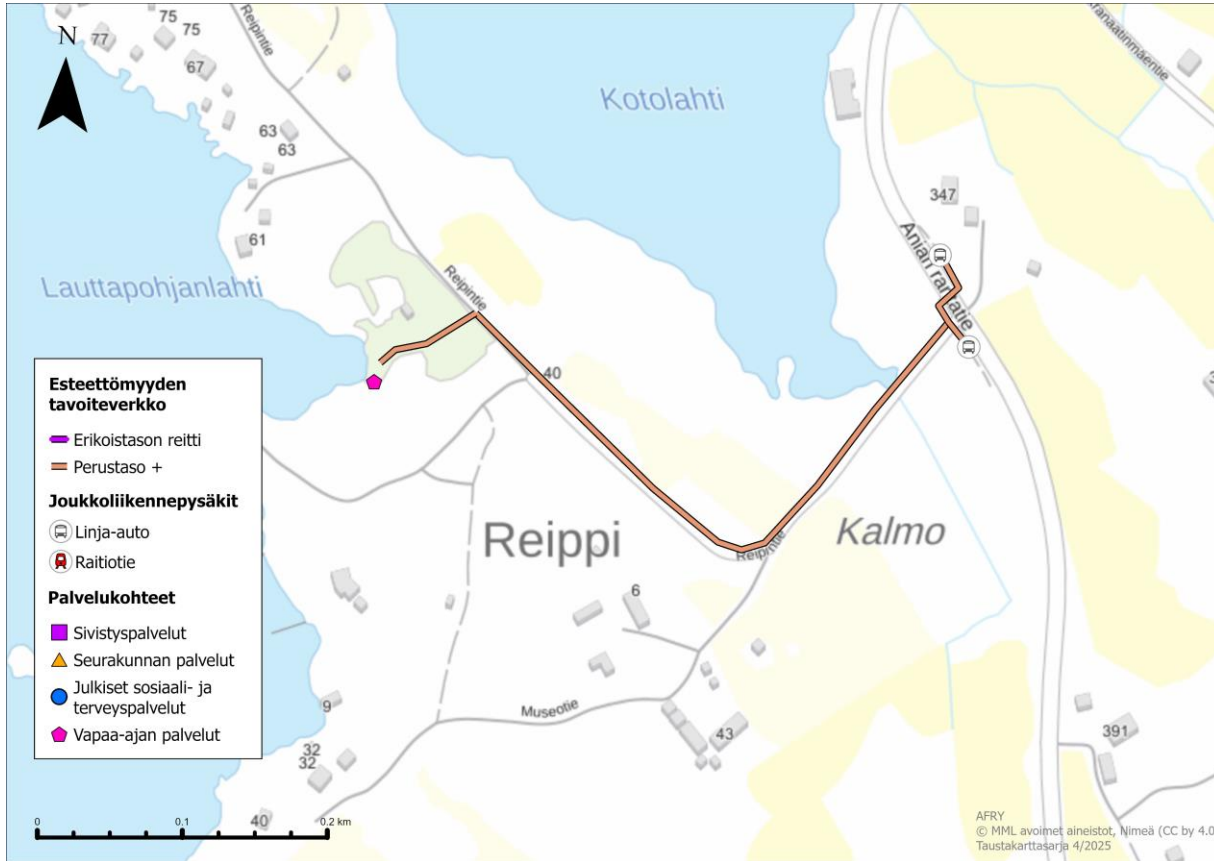 75
75
77
67
N
Reipintie
63
63
61
Kotolahti
347
Anian rantatie
Lauttapohjanlahti
Reipintie
40
Esteettömyyden
tavoiteverkko
Erikoistason reitti
Perustaso +
Joukkoliikennepysäkit
Linja-auto
Raitiotie
Palvelukohteet
Sivistyspalvelut
Seurakunnan palvelut
Julkiset sosiaali- ja
terveyspalvelut
Vapaa-ajan palvelut
Reippi
Kalmo
Reipintie
6
Museotie
9
43
391
32
32
40
0
0.1
0.2 km
AFRY
© MML avoimet aineistot, Nimeä (CC by 4.0
Taustakarttasarja 4/2025